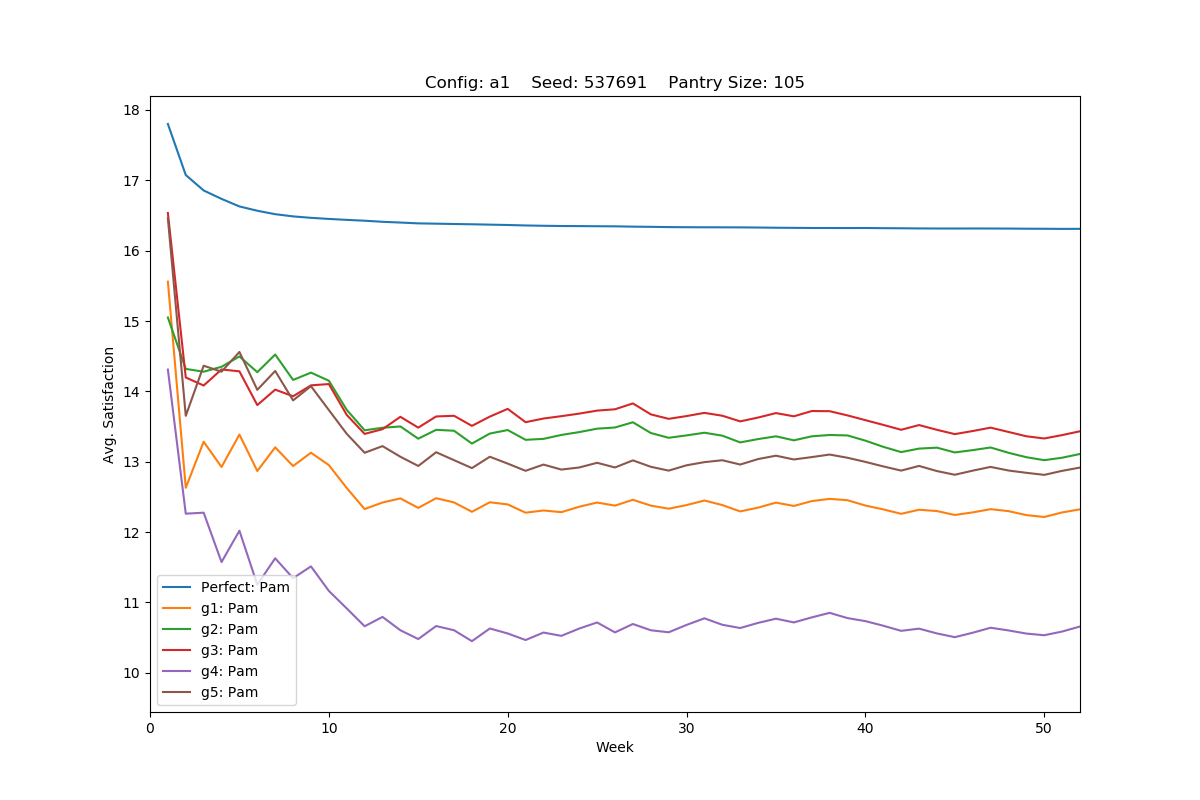 Config: a1    Seed: 537691    Pantry Size: 105
Avg. Satisfaction
18
17
16
15
14
13
12
11
10
Perfect: Pam
g1: Pam
g2: Pam
g3: Pam
g4: Pam
g5: Pam
0 10 20 30 40 50
Week